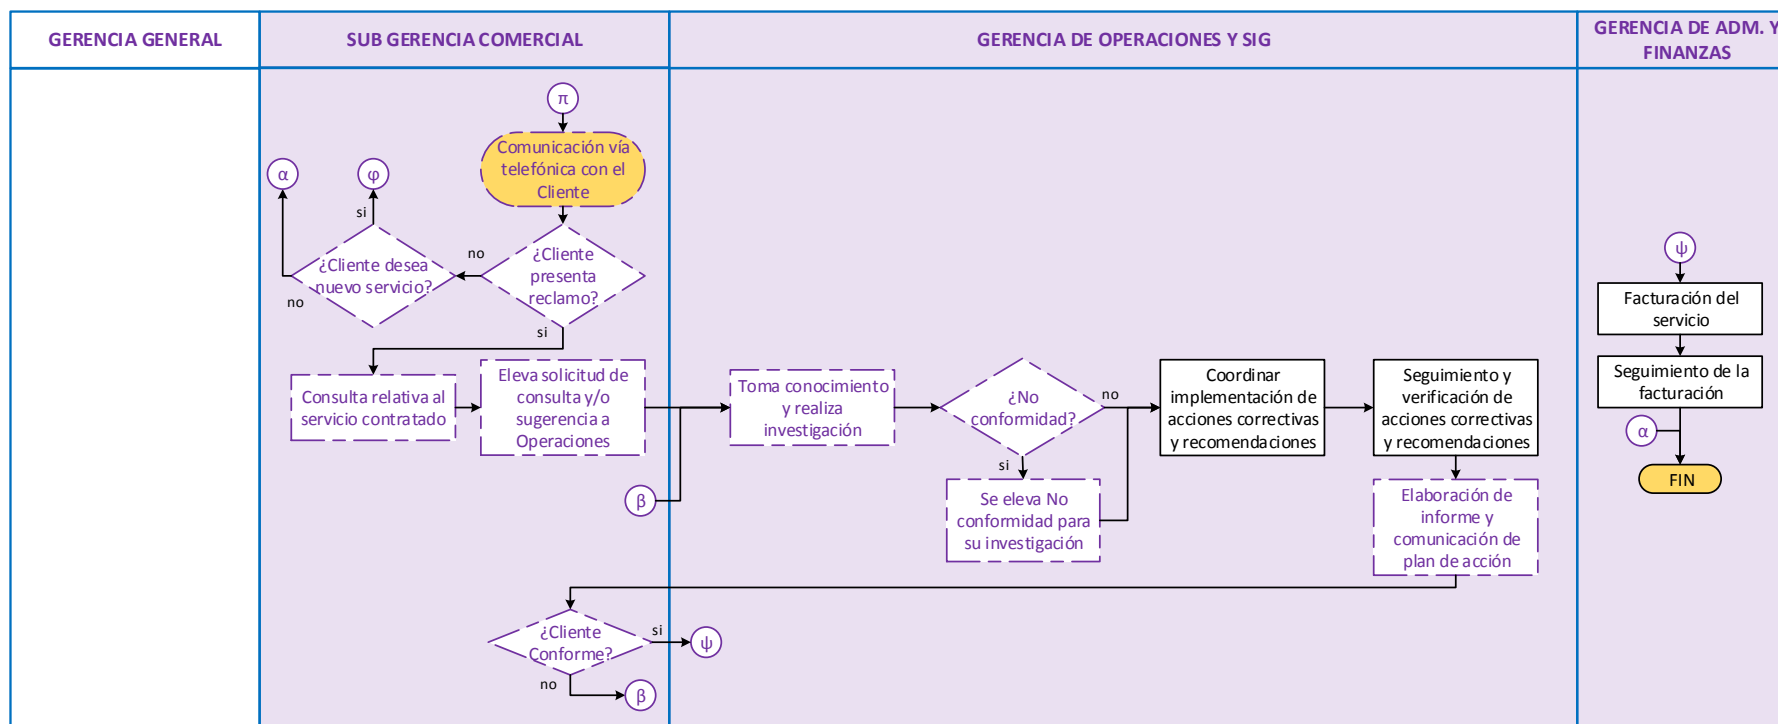 GERENCIA GENERAL
SUB GERENCIA COMERCIAL
GERENCIA DE OPERACIONES Y SIG
GERENCIA DE ADM. Y
FINANZAS
π
Comunicación vía
telefónica con el
Cliente
α
φ
si
¿Cliente desea
nuevo servicio?
no
no
¿Cliente
presenta
reclamo?
si
Consulta relativa al
servicio contratado
Eleva solicitud de
consulta y/o
sugerencia a
Operaciones
β
Toma conocimiento
y realiza
investigación
¿No
conformidad?
no
si
Se eleva No
conformidad para
su investigación
Coordinar
implementación de
acciones correctivas
y recomendaciones
Seguimiento y
verificación de
acciones correctivas
y recomendaciones
Elaboración de
informe y
comunicación de
plan de acción
¿Cliente
Conforme?
si
ψ
no
β
ψ
Facturación del
servicio
Seguimiento de la
facturación
α
FIN